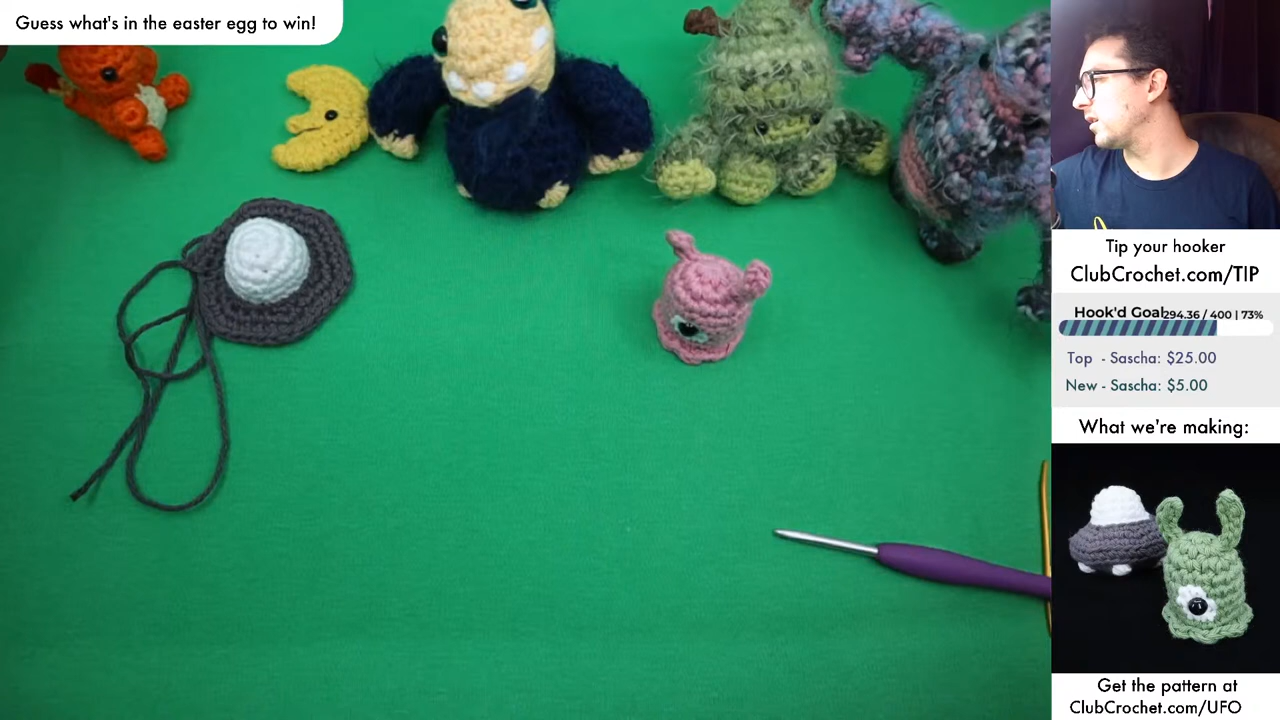 Guess what's in the easter egg to win!
Tip your hooker
ClubCrochet.com/TIP
Hook'd Goal 294.36 / 400 | 73%
Top - Sascha: $25.00
New - Sascha: $5.00
What we're making:
Get the pattern at
ClubCrochet.com/UFO